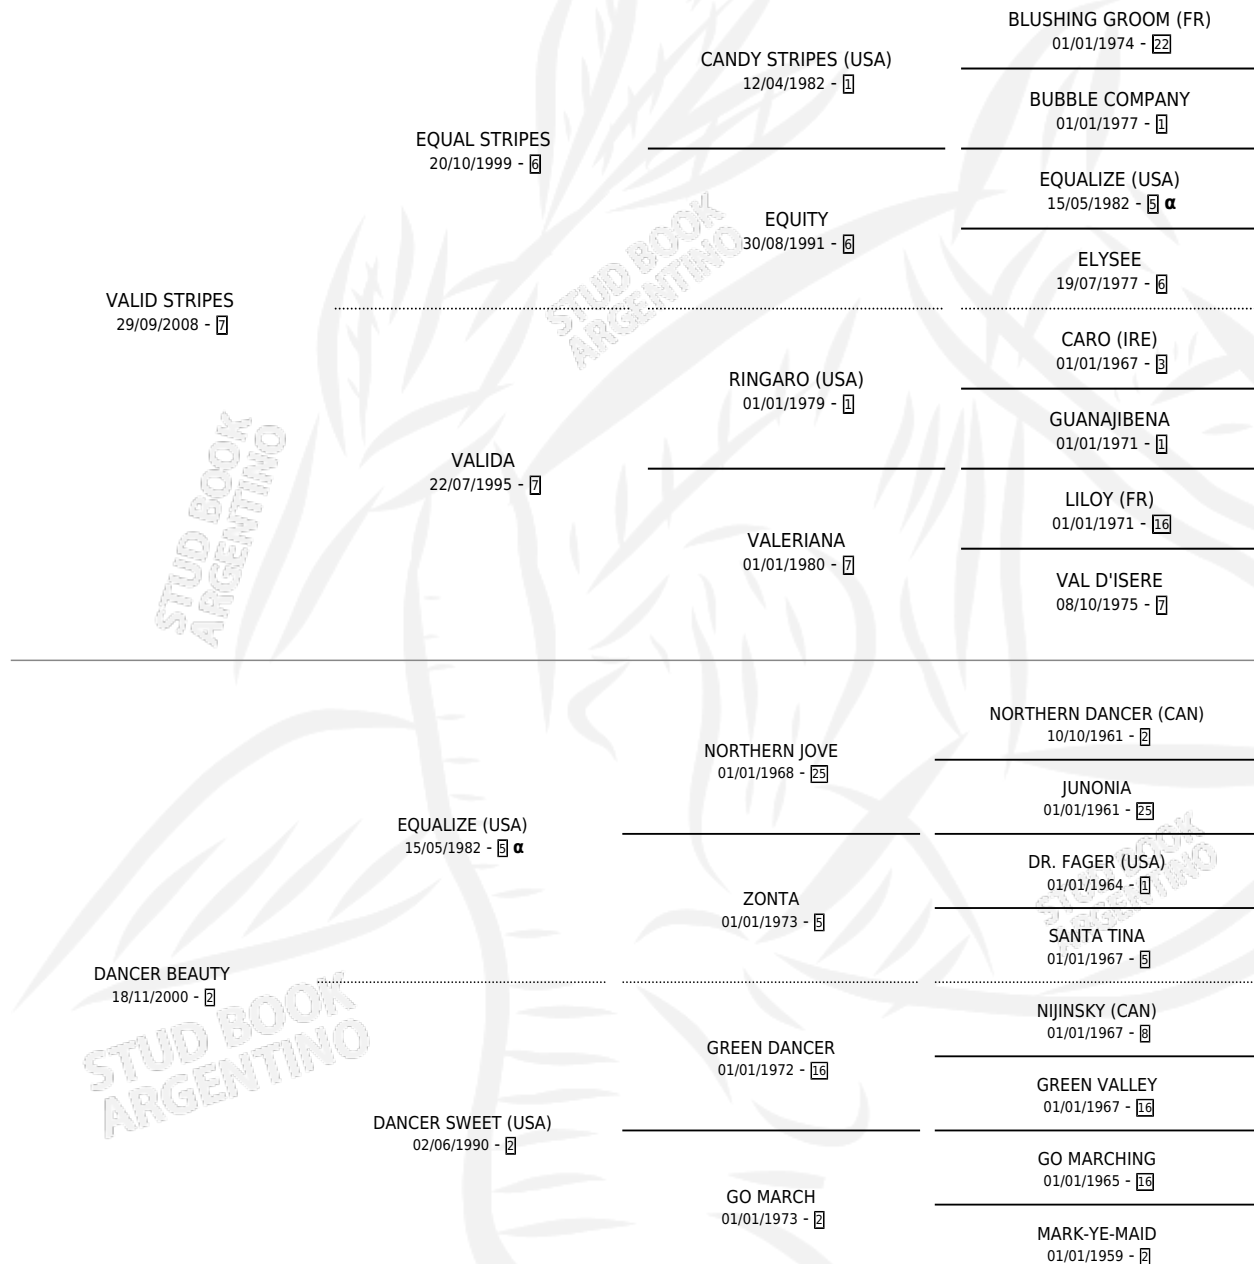 BLUSHING GROOM (FR)
01/01/1974 - 22
CANDY STRIPES (USA)
12/04/1982 - 1
BUBBLE COMPANY
01/01/1977 - 1
EQUAL STRIPES
20/10/1999 - 6
EQUALIZE (USA)
15/05/1982 - 5 α
EQUITY
30/08/1991 - 6
ELYSEE
19/07/1977 - 6
VALID STRIPES
29/09/2008 - 7
CARO (IRE)
01/01/1967 - 3
RINGARO (USA)
01/01/1979 - 1
GUANAJIBENA
01/01/1971 - 1
VALIDA
22/07/1995 - 7
LILOY (FR)
01/01/1971 - 16
VALERIANA
01/01/1980 - 7
VAL D'ISERE
08/10/1975 - 7
STUD BOOK
ARGENTINO
STUD BOOK
ARGENTINO
NORTHERN DANCER (CAN)
10/10/1961 - 2
NORTHERN JOVE
01/01/1968 - 25
JUNONIA
01/01/1961 - 25
EQUALIZE (USA)
15/05/1982 - 5 α
DR. FAGER (USA)
01/01/1964 - 1
ZONTA
01/01/1973 - 5
SANTA TINA
01/01/1967 - 5
STUD BOOK
ARGENTINO
DANCER BEAUTY
18/11/2000 - 2
NIJINSKY (CAN)
01/01/1967 - 8
GREEN DANCER
01/01/1972 - 16
GREEN VALLEY
01/01/1967 - 16
DANCER SWEET (USA)
02/06/1990 - 2
GO MARCHING
01/01/1965 - 16
GO MARCH
01/01/1973 - 2
MARK-YE-MAID
01/01/1959 - 2
STUD BOOK
ARGENTINO